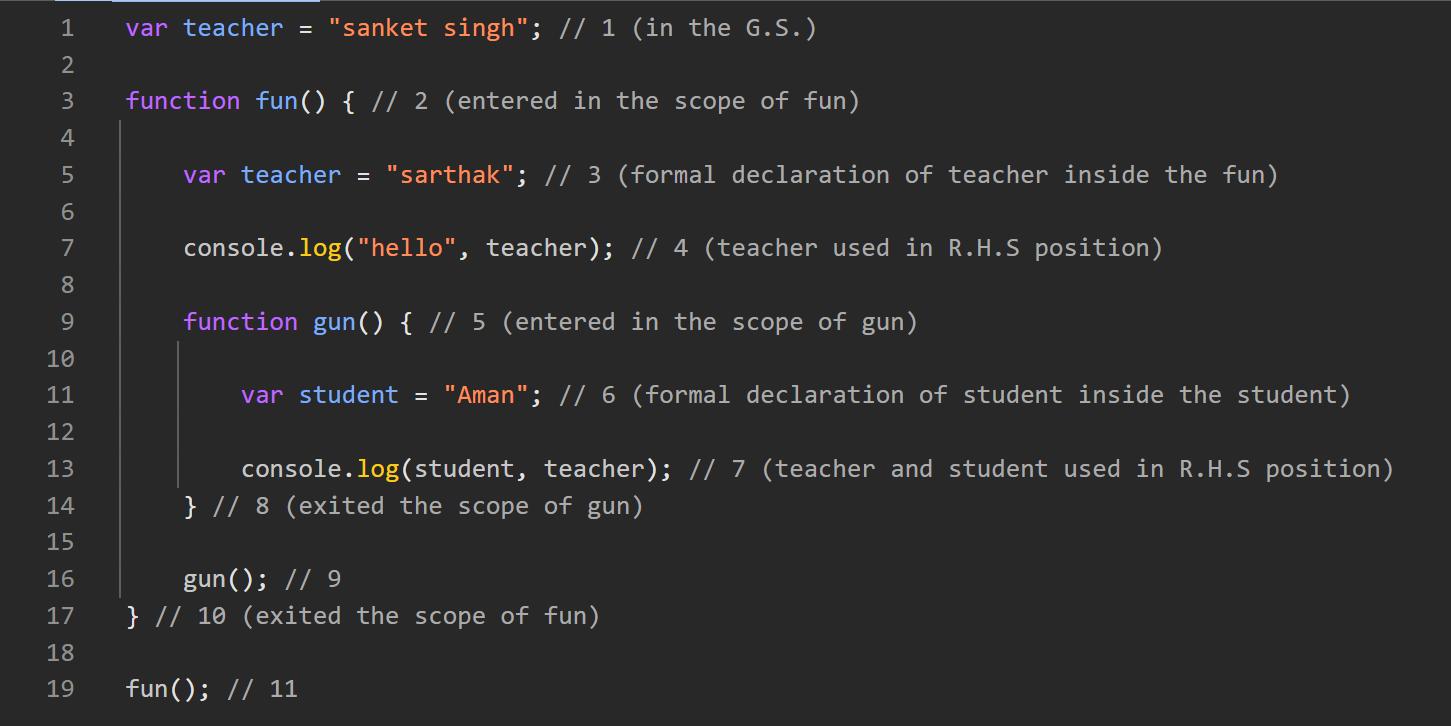 1 var teacher = "sanket singh"; // 1 (in the G.S.)
2
3 function fun() { // 2 (entered in the scope of fun)
4
5     var teacher = "sarthak"; // 3 (formal declaration of teacher inside the fun)
6
7     console.log("hello", teacher); // 4 (teacher used in R.H.S position)
8
9     function gun() { // 5 (entered in the scope of gun)
10
11         var student = "Aman"; // 6 (formal declaration of student inside the student)
12
13         console.log(student, teacher); // 7 (teacher and student used in R.H.S position)
14     } // 8 (exited the scope of gun)
15
16     gun(); // 9
17 } // 10 (exited the scope of fun)
18
19 fun(); // 11